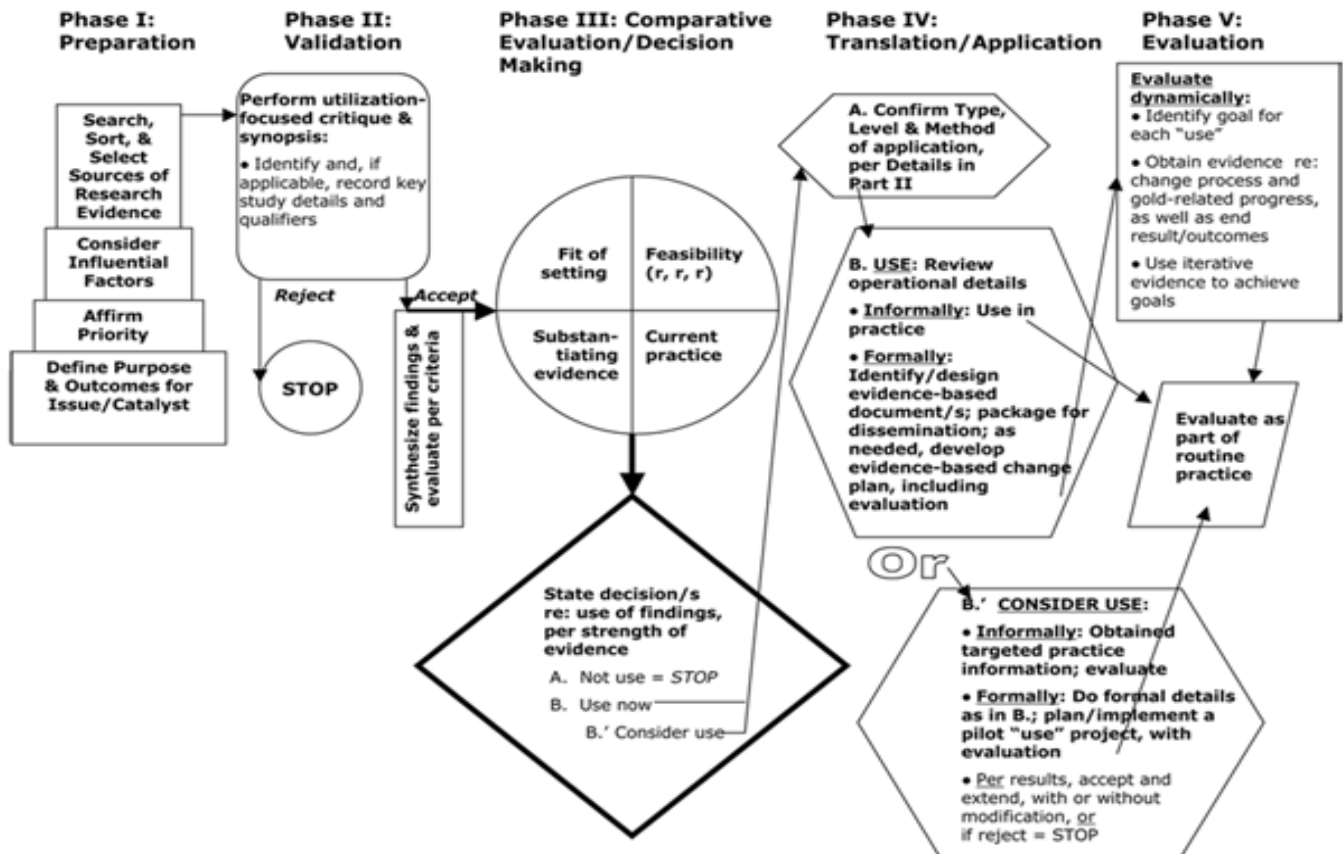 Phase I:
Preparation
Phase II:
Validation
Phase III: Comparative
Evaluation/Decision
Making
Phase IV:
Translation/Application
Phase V:
Evaluation
Search,
Sort, &
Select
Sources of
Research
Evidence
Consider
Influential
Factors
Affirm
Priority
Define Purpose
& Outcomes for
Issue/Catalyst
Perform utilization-
focused critique &
synopsis:
• Identify and, if
applicable, record key
study details and
qualifiers
Reject
Accept
STOP
Synthesize findings &
evaluate per criteria
Fit of
setting
Feasibility
(r, r, r)
Substan-
tiating
evidence
Current
practice
State decision/s
re: use of findings,
per strength of
evidence
A. Not use = STOP
B. Use now
B.' Consider use
A. Confirm Type,
Level & Method
of application,
per Details in
Part II
B. USE: Review
operational details
• Informally: Use in
practice
• Formally:
Identify/design
evidence-based
document/s; package for
dissemination; as
needed, develop
evidence-based change
plan, including
evaluation
Or
B.' CONSIDER USE:
• Informally: Obtained
targeted practice
information; evaluate
• Formally: Do formal details
as in B.; plan/implement a
pilot "use" project, with
evaluation
• Per results, accept and
extend, with or without
modification, or
if reject = STOP
Evaluate
dynamically:
• Identify goal for
each "use"
• Obtain evidence re:
change process and
gold-related progress,
as well as end
result/outcomes
• Use iterative
evidence to achieve
goals
Evaluate as
part of
routine
practice